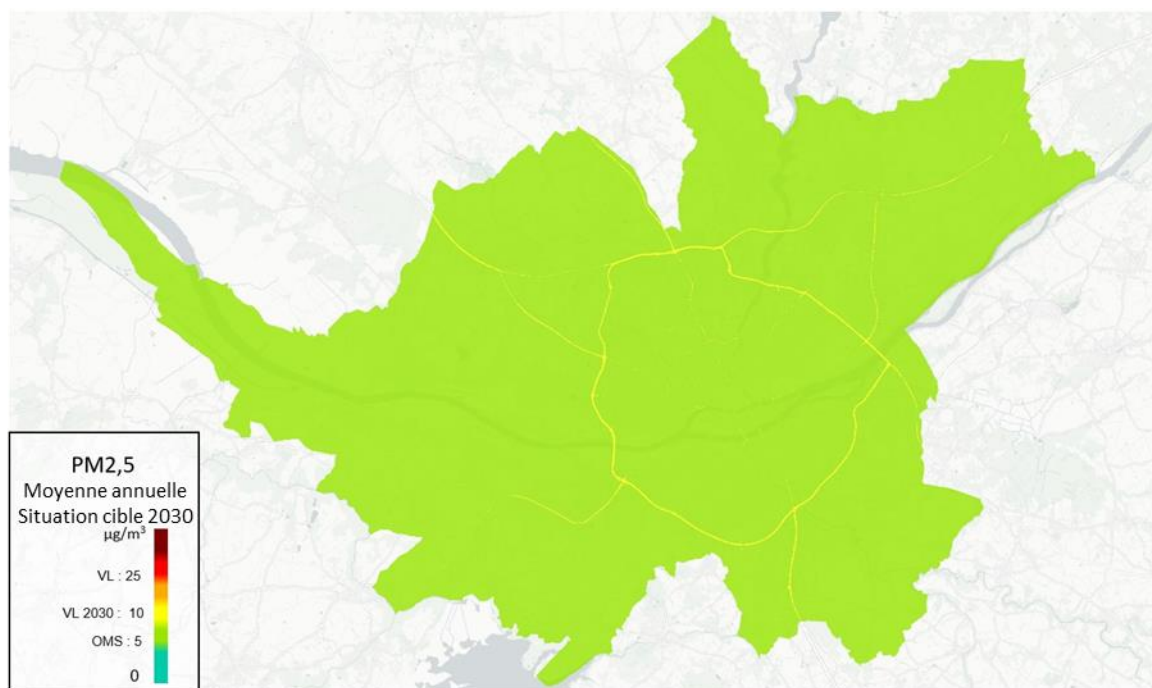 PM2,5
Moyenne annuelle
Situation cible 2030
µg/m³
VL : 25
VL 2030 : 10
OMS : 5
0